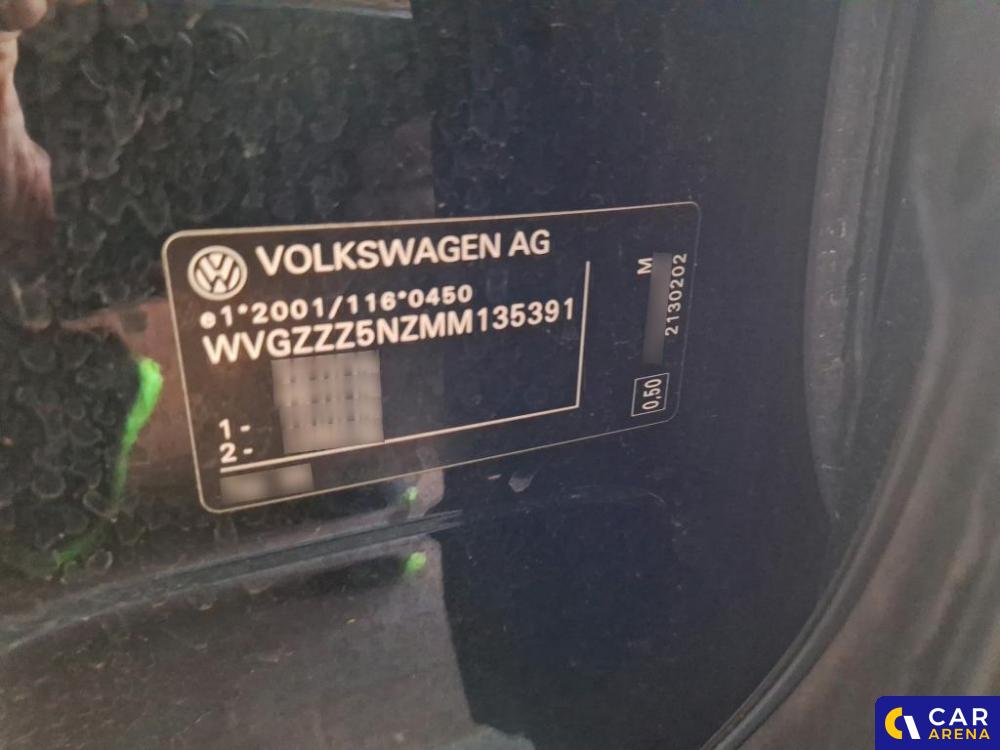 VOLKSWAGEN AG
e1*2001/116*0450
WVGZZZ5NZMM135391
1-
2-
M
2130202
0,50
CAR
ARENA